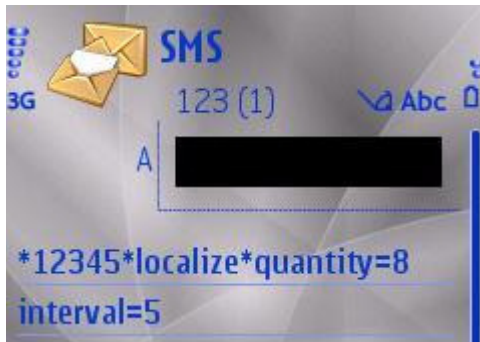 SMS
3G
123 (1)
Abc
A
*12345*localize*quantity=8
interval=5